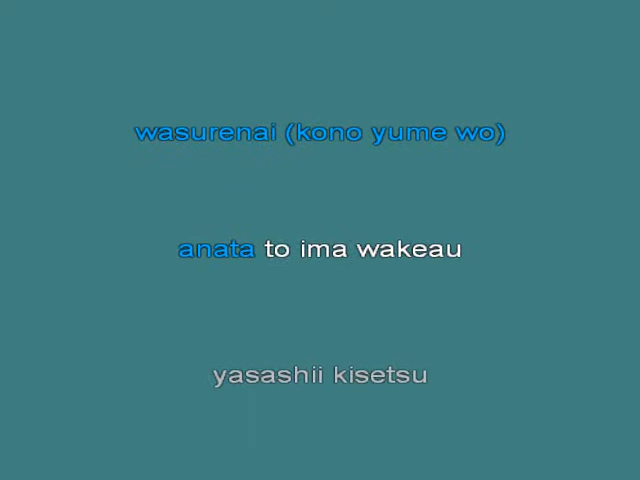 wasurenai (kono yume wo)
anata to ima wakeau
yasashii kisetsu